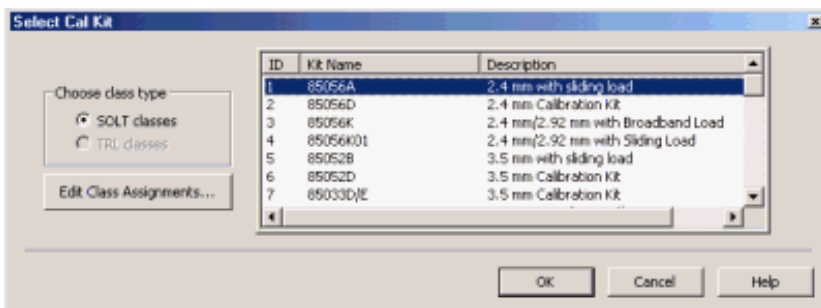 Select Cal Kit
Choose class type
SOLT classes
TRL classes
Edit Class Assignments...
ID Kit Name Description
1 85056A 2.4 mm with sliding load
2 85056D 2.4 mm Calibration Kit
3 85056K 2.4 mm/2.92 mm with Broadband Load
4 85056K01 2.4 mm/2.92 mm with Sliding Load
5 85052B 3.5 mm with sliding load
6 85052D 3.5 mm Calibration Kit
7 85033D/E 3.5 mm Calibration Kit
OK Cancel Help